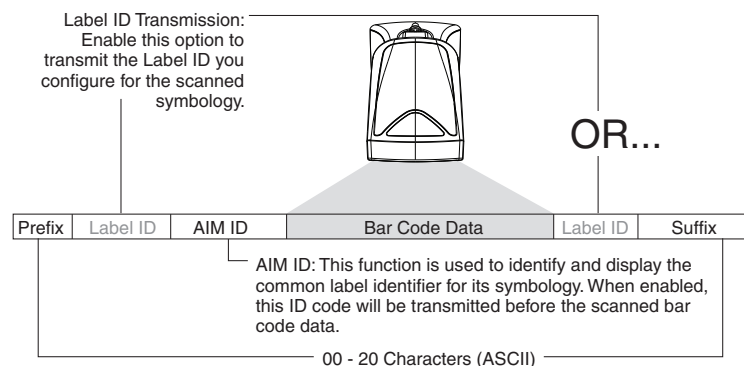 Label ID Transmission:
Enable this option to
transmit the Label ID you
configure for the scanned
symbology.
OR...
Prefix Label ID AIM ID Bar Code Data Label ID Suffix
AIM ID: This function is used to identify and display the
common label identifier for its symbology. When enabled,
this ID code will be transmitted before the scanned bar
code data.
00 - 20 Characters (ASCII)